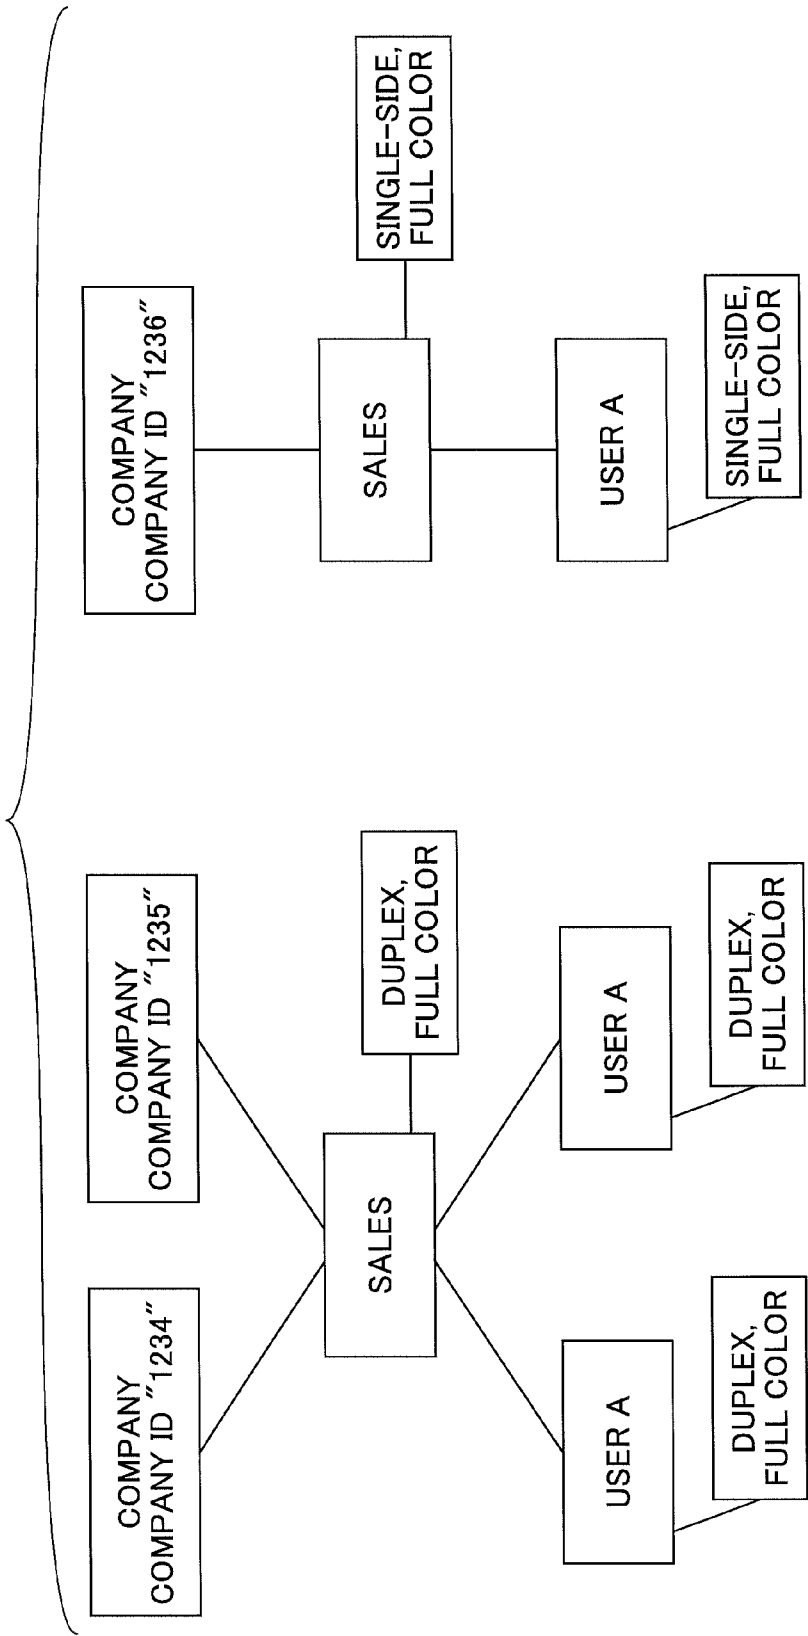 COMPANY
COMPANY ID "1234"
COMPANY
COMPANY ID "1235"
COMPANY
COMPANY ID "1236"
SALES
DUPLEX,
FULL COLOR
SALES
SINGLE-SIDE,
FULL COLOR
USER A
USER A
USER A
DUPLEX,
FULL COLOR
DUPLEX,
FULL COLOR
SINGLE-SIDE,
FULL COLOR